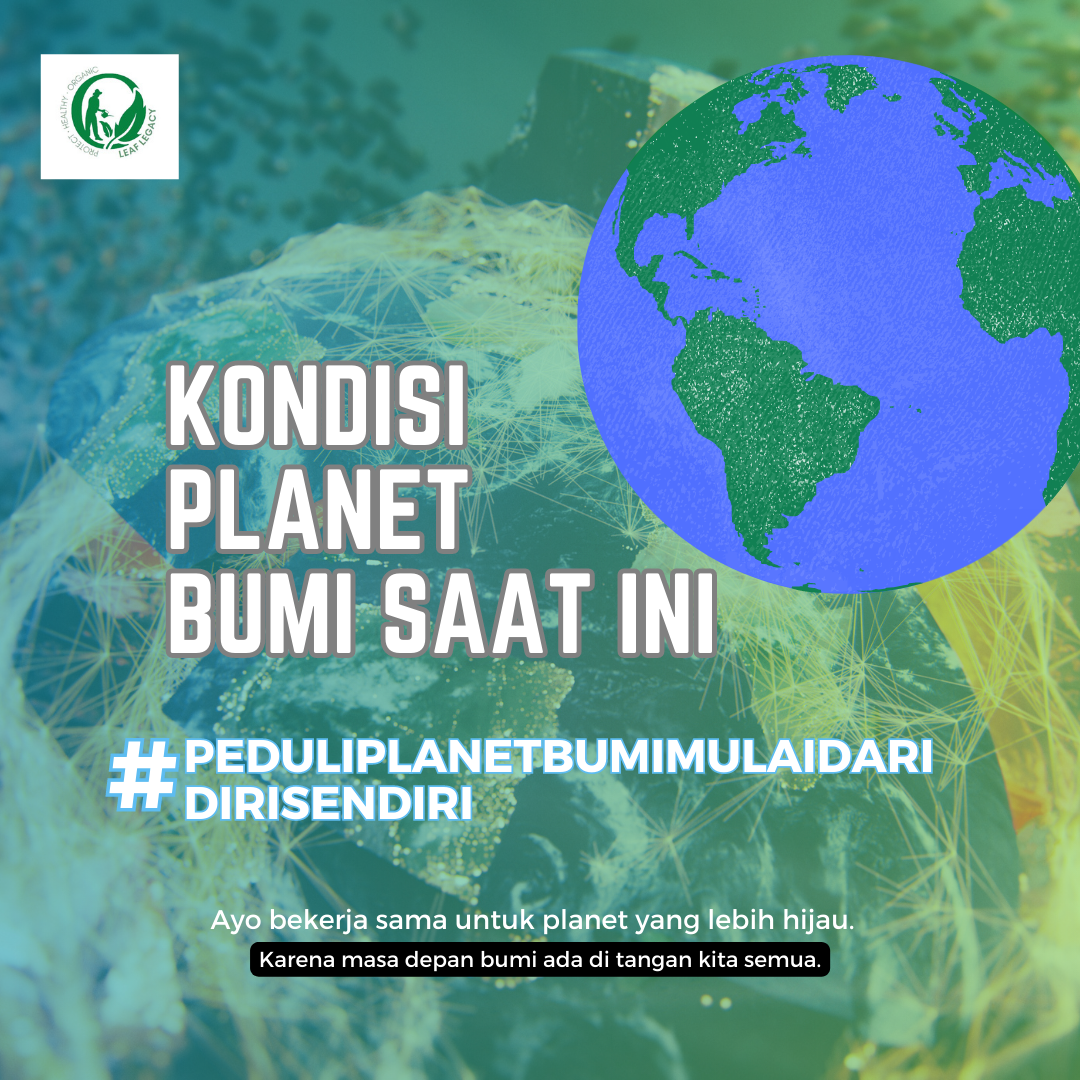 PROTECT - HEALTHY - ORGANIC
LEAF LEGACY
KONDISI
PLANET
BUMI SAAT INI
#PEDULIPLANETBUMIMULAIDARI
DIRISENDIRI
Ayo bekerja sama untuk planet yang lebih hijau.
Karena masa depan bumi ada di tangan kita semua.